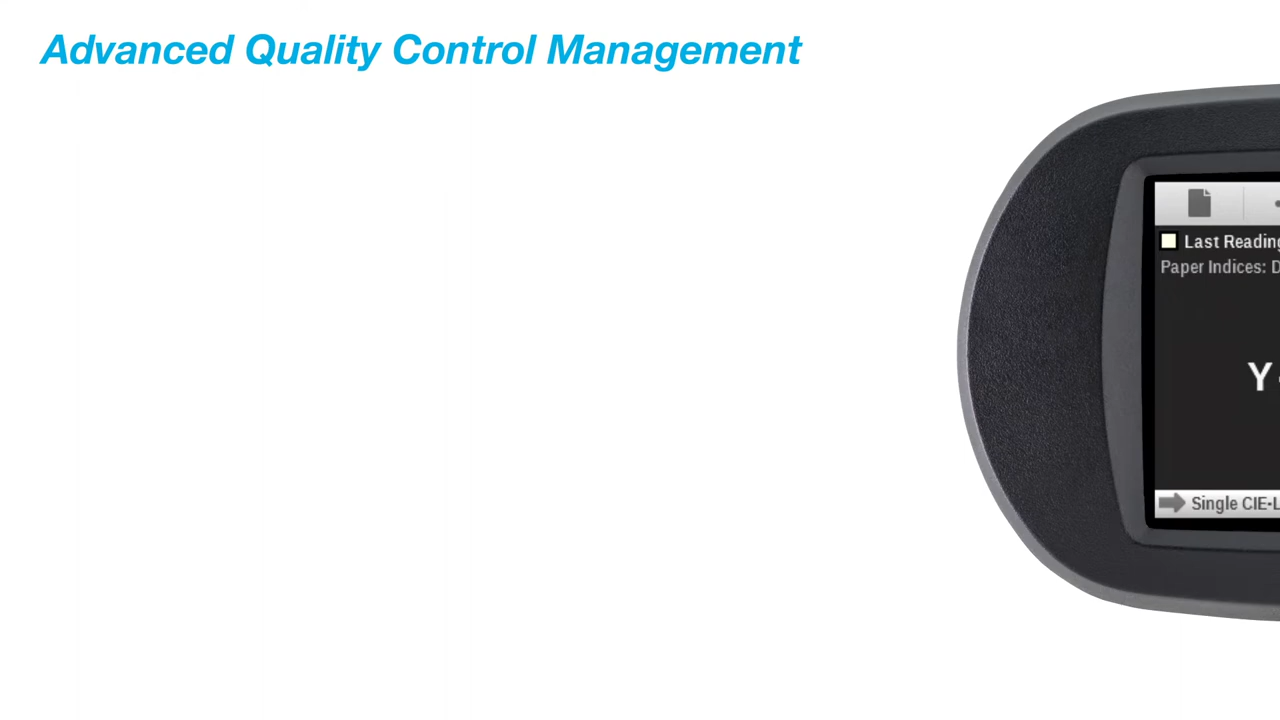 Advanced Quality Control Management
Last Reading
Paper Indices: D
Y
Single CIE•L